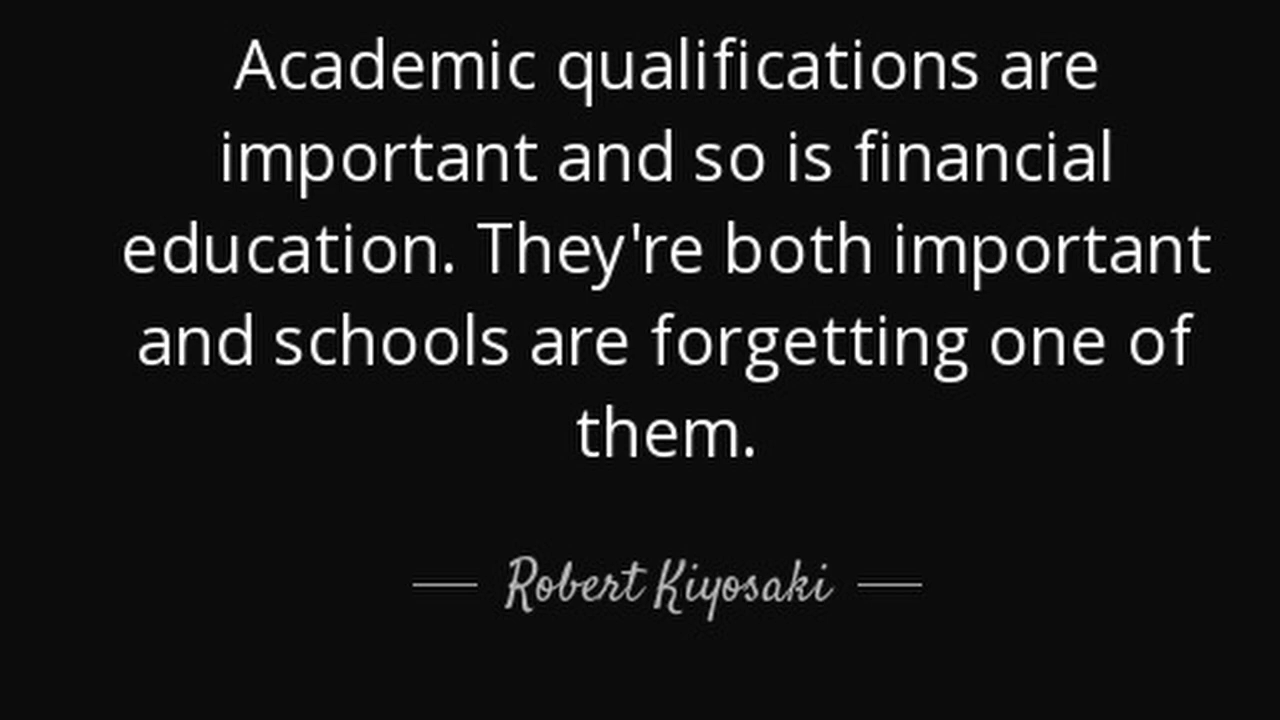 Academic qualifications are
important and so is financial
education. They're both important
and schools are forgetting one of
them.
Robert Kiyosaki